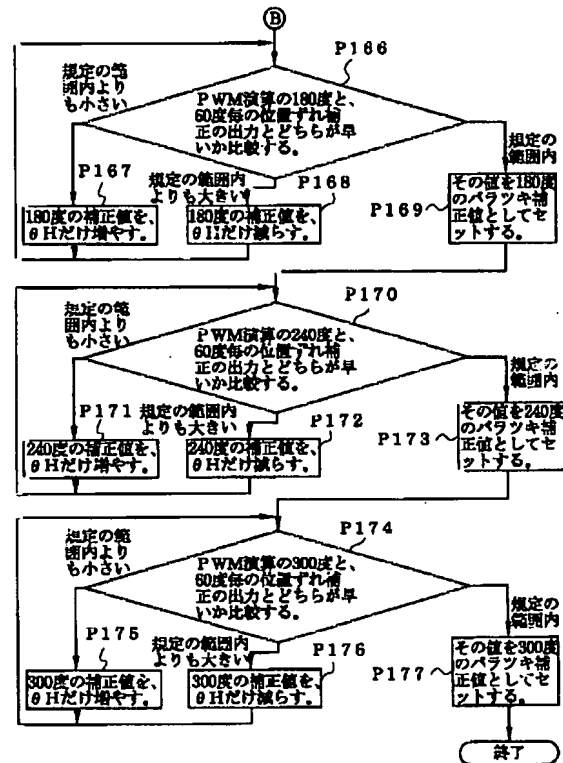 B
P166
規定の範
囲内より
も小さい
PWM演算の180度と、
60度毎の位置ずれ補
正の出力とどちらが早
いか比較する。
規定の
範囲内
P167
規定の範囲内
よりも大きい
P168
P169
180度の補正値を、
θHだけ増やす。
180度の補正値を、
θHだけ減らす。
その値を180度
のバラツキ補
正値としてセ
ットする。
P170
規定の範
囲内より
も小さい
PWM演算の240度と、
60度毎の位置ずれ補
正の出力とどちらが早
いか比較する。
規定の
範囲内
P171
規定の範囲内
よりも大きい
P172
P173
240度の補正値を、
θHだけ増やす。
240度の補正値を、
θHだけ減らす。
その値を240度
のバラツキ補
正値としてセ
ットする。
P174
規定の範
囲内より
も小さい
PWM演算の300度と、
60度毎の位置ずれ補
正の出力とどちらが早
いか比較する。
規定の
範囲内
P175
規定の範囲内
よりも大きい
P176
P177
300度の補正値を、
θHだけ増やす。
300度の補正値を、
θHだけ減らす。
その値を300度
のバラツキ補
正値としてセ
ットする。
終了